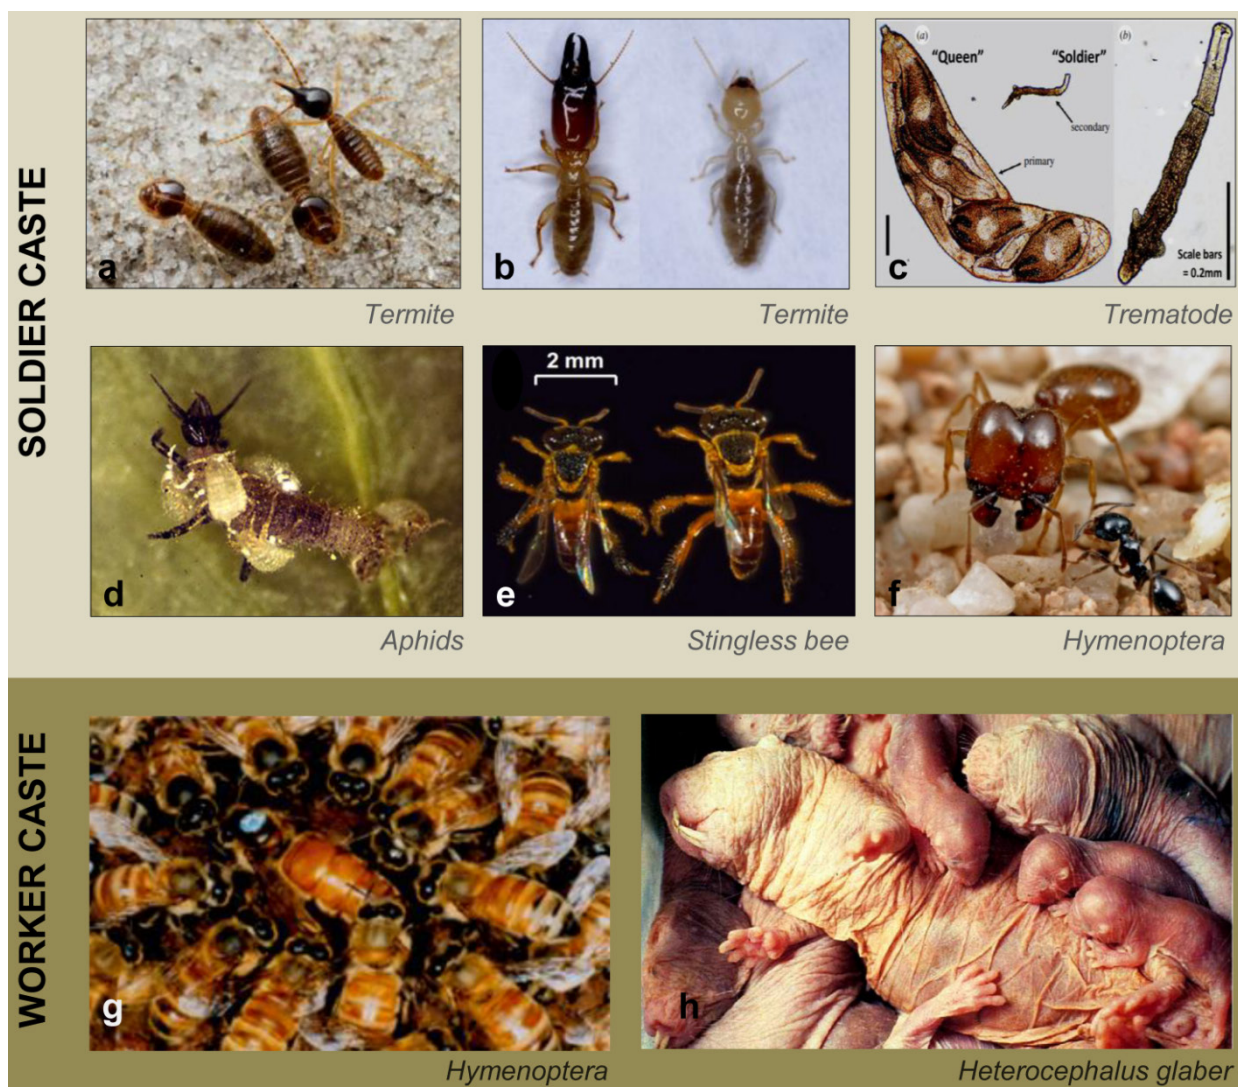 SOLDIER CASTE
a
Termite
b
Termite
(a)
"Queen"
"Soldier"
secondary
primary
c
(b)
Scale bars
= 0.2mm
Trematode
d
Aphids
2 mm
e
Stingless bee
f
Hymenoptera
WORKER CASTE
g
Hymenoptera
h
Heterocephalus glaber